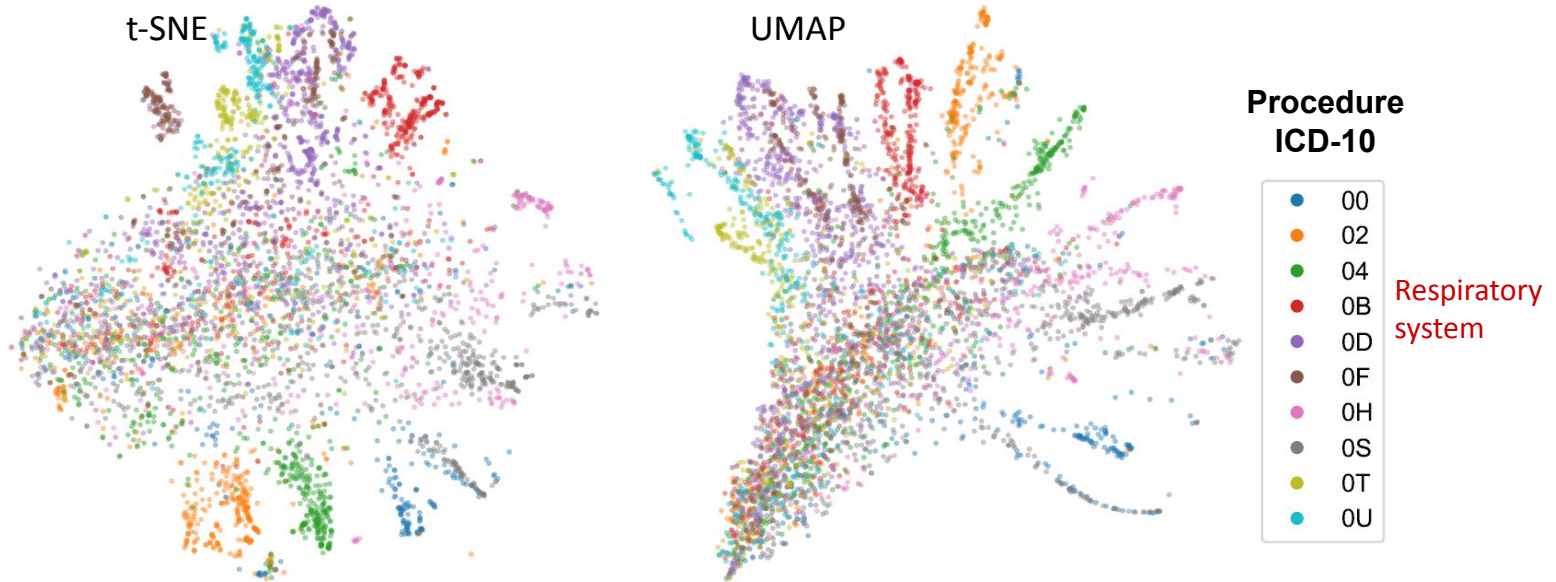 t-SNE
UMAP
Procedure
ICD-10
00
02
04
0B
0D
0F
0H
0S
0T
0U
Respiratory
system